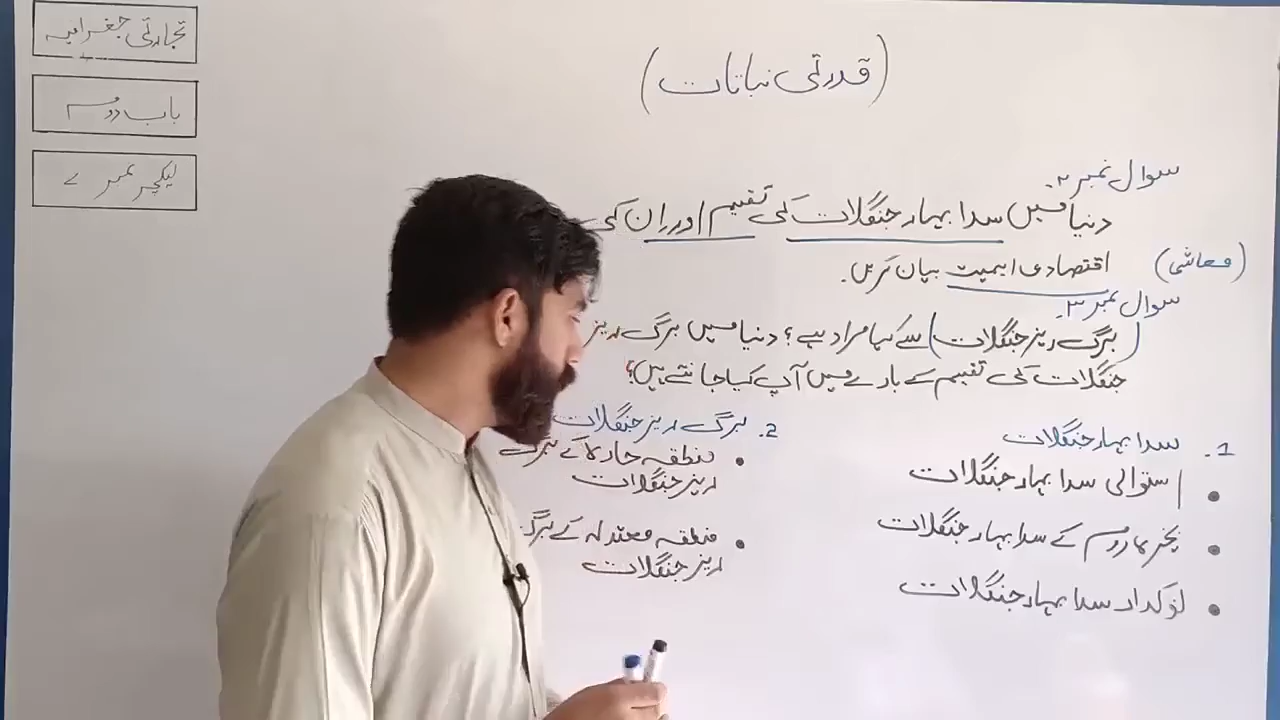 تجارتی جغرافیہ
باب دوم
لیکچر نمبر ۷
(قدرتی نباتات)
سوال نمبر ۲.
دنیا میں سدا بہار جنگلات کی تقسیم اور ان کی
(معاشی) اقتصادی اہمیت بیان کریں.
سوال نمبر ۳.
(برگ ریز جنگلات) سے کیا مراد ہے؟ دنیا میں برگ ریز
جنگلات کی تقسیم کے بارے میں آپ کیا جانتے ہیں؟
1. سدا بہار جنگلات
• استوائی سدا بہار جنگلات
• بحیرہ روم کے سدا بہار جنگلات
• نوکدار سدا بہار جنگلات
2. برگ ریز جنگلات
• منطقہ حارہ کے برگ
ریز جنگلات
• منطقہ معتدلہ کے برگ
ریز جنگلات